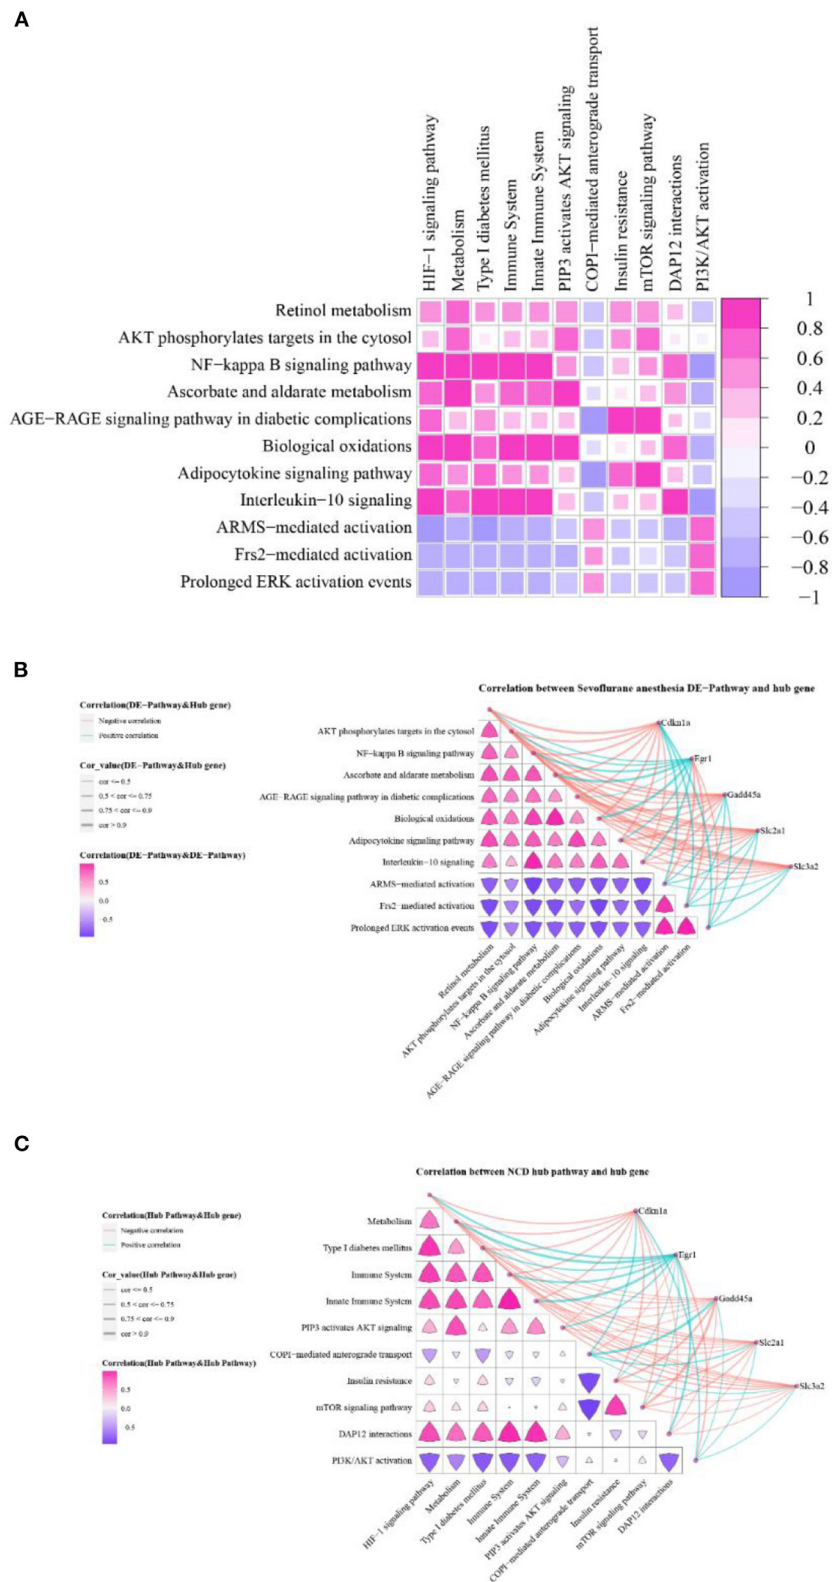 A
HIF−1 signaling pathway
Metabolism
Type I diabetes mellitus
Immune System
Innate Immune System
PIP3 activates AKT signaling
COPI−mediated anterograde transport
Insulin resistance
mTOR signaling pathway
DAP12 interactions
PI3K/AKT activation
Retinol metabolism
AKT phosphorylates targets in the cytosol
NF−kappa B signaling pathway
Ascorbate and aldarate metabolism
AGE−RAGE signaling pathway in diabetic complications
Biological oxidations
Adipocytokine signaling pathway
Interleukin−10 signaling
ARMS−mediated activation
Frs2−mediated activation
Prolonged ERK activation events
1
0.8
0.6
0.4
0.2
0
−0.2
−0.4
−0.6
−0.8
−1
B
Correlation between Sevoflurane anesthesia DE−Pathway and hub gene
Correlation(DE−Pathway&Hub gene)
Negative correlation
Positive correlation
Cor_value(DE−Pathway&Hub gene)
cor <= 0.5
0.5 < cor <= 0.75
0.75 < cor <= 0.9
cor > 0.9
Correlation(DE−Pathway&DE−Pathway)
0.5
0.0
−0.5
AKT phosphorylates targets in the cytosol
NF−kappa B signaling pathway
Ascorbate and aldarate metabolism
AGE−RAGE signaling pathway in diabetic complications
Biological oxidations
Adipocytokine signaling pathway
Interleukin−10 signaling
ARMS−mediated activation
Frs2−mediated activation
Prolonged ERK activation events
Cdkn1a
Egr1
Gadd45a
Slc2a1
Slc3a2
Retinol metabolism
AKT phosphorylates targets in the cytosol
NF−kappa B signaling pathway
Ascorbate and aldarate metabolism
AGE−RAGE signaling pathway in diabetic complications
Biological oxidations
Adipocytokine signaling pathway
Interleukin−10 signaling
ARMS−mediated activation
Frs2−mediated activation
C
Correlation between NCD hub pathway and hub gene
Correlation(Hub Pathway&Hub gene)
Negative correlation
Positive correlation
Cor_value(Hub Pathway&Hub gene)
cor <= 0.5
0.5 < cor <= 0.75
0.75 < cor <= 0.9
cor > 0.9
Correlation(Hub Pathway&Hub Pathway)
0.5
0.0
−0.5
Metabolism
Type I diabetes mellitus
Immune System
Innate Immune System
PIP3 activates AKT signaling
COPI−mediated anterograde transport
Insulin resistance
mTOR signaling pathway
DAP12 interactions
PI3K/AKT activation
Cdkn1a
Egr1
Gadd45a
Slc2a1
Slc3a2
HIF−1 signaling pathway
Metabolism
Type I diabetes mellitus
Immune System
Innate Immune System
PIP3 activates AKT signaling
COPI−mediated anterograde transport
Insulin resistance
mTOR signaling pathway
DAP12 interactions